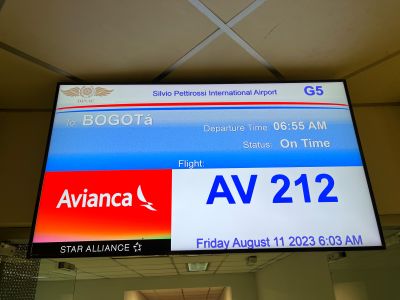 Silvio Pettirossi International Airport G5
To: BOGOTá
Departure Time: 06:55 AM
Status: On Time
Flight:
Avianca
AV 212
STAR ALLIANCE
Friday August 11 2023 6:03 AM